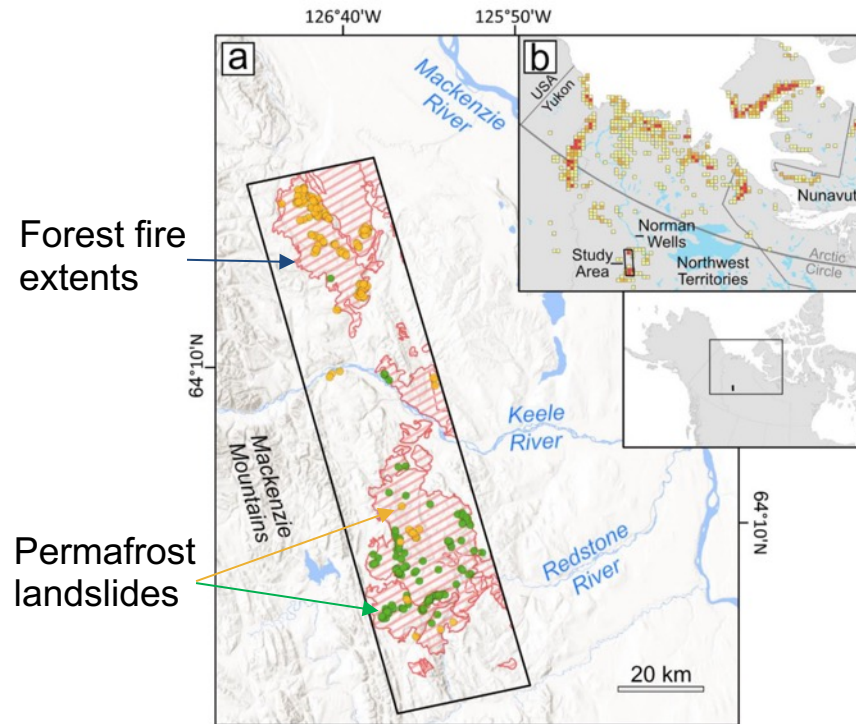 126°40'W
125°50'W
a
Mackenzie
River
b
USA
Yukon
Nunavut
Norman
Wells
Study
Area
Northwest
Territories
Arctic
Circle
Forest fire
extents
64°10'N
Keele
River
Mackenzie
Mountains
64°10'N
Permafrost
landslides
Redstone
River
20 km